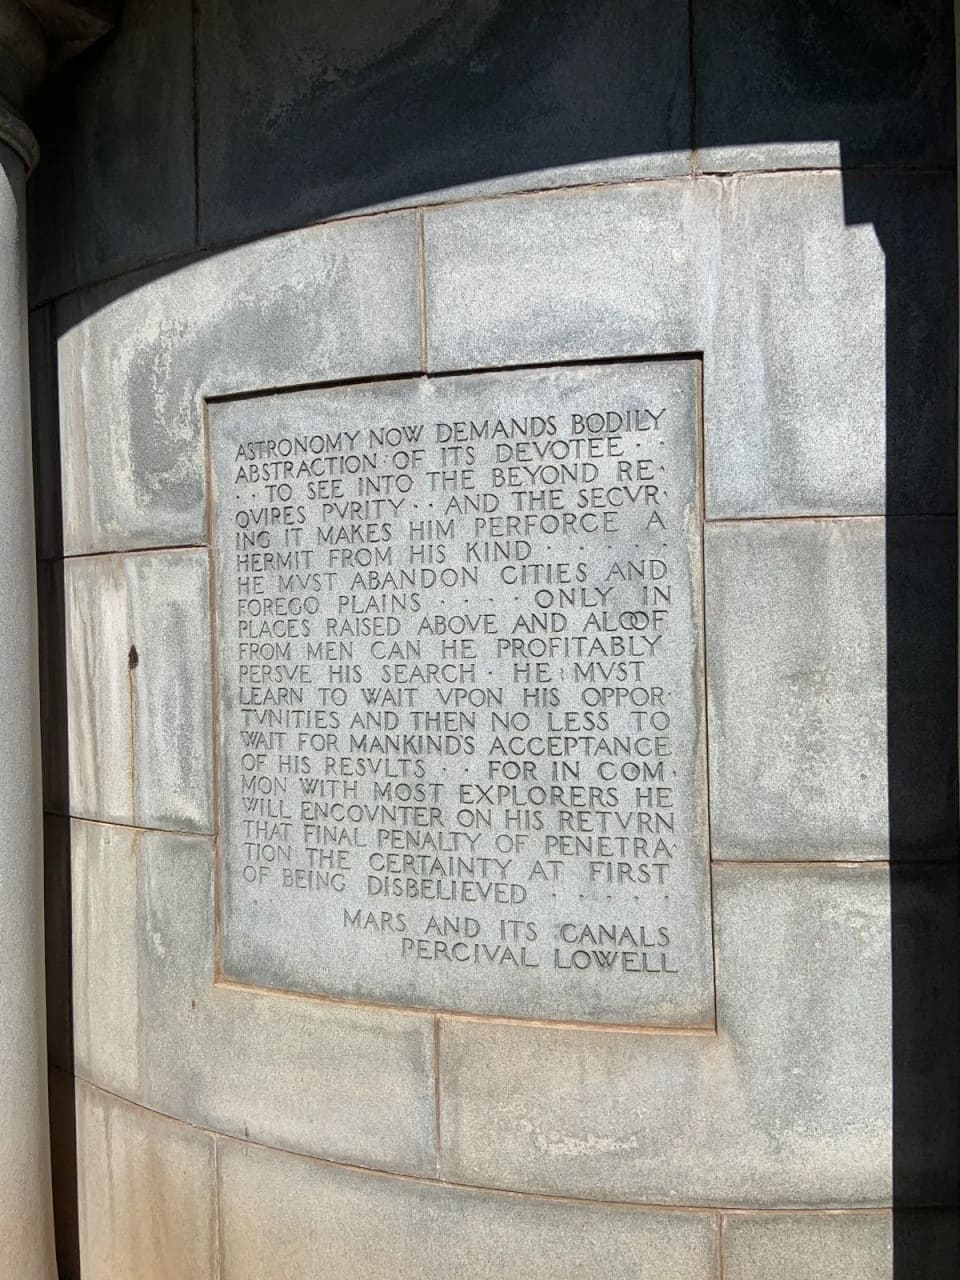 ASTRONOMY NOW DEMANDS BODILY
ABSTRACTION OF ITS DEVOTEE · ·
· · TO SEE INTO THE BEYOND RE·
QVIRES PVRITY · · AND THE SECVR·
ING IT MAKES HIM PERFORCE A
HERMIT FROM HIS KIND · · · · ·
HE MVST ABANDON CITIES AND
FOREGO PLAINS · · · · ONLY IN
PLACES RAISED ABOVE AND ALOOF
FROM MEN CAN HE PROFITABLY
PERSVE HIS SEARCH · HE MVST
LEARN TO WAIT VPON HIS OPPOR·
TVNITIES AND THEN NO LESS TO
WAIT FOR MANKIND'S ACCEPTANCE
OF HIS RESVLTS · · FOR IN COM·
MON WITH MOST EXPLORERS HE
WILL ENCOVNTER ON HIS RETVRN
THAT FINAL PENALTY OF PENETRA·
TION THE CERTAINTY AT FIRST
OF BEING DISBELIEVED · · · · ·
MARS AND ITS CANALS
PERCIVAL LOWELL